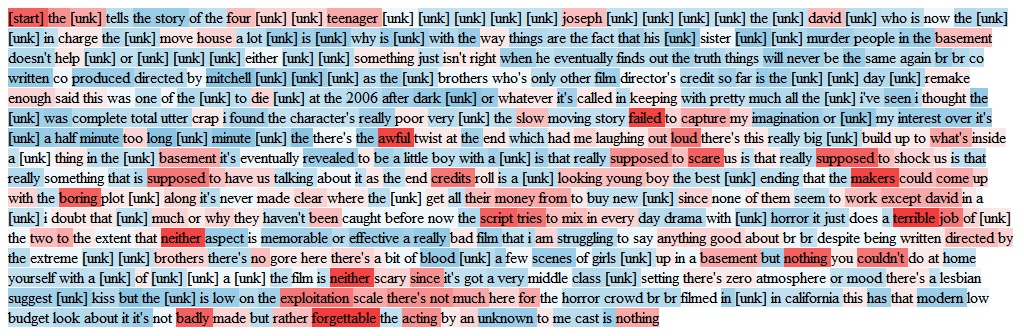 [start] the [unk] tells the story of the four [unk] [unk] teenager [unk] [unk] [unk] [unk] [unk] joseph [unk] [unk] [unk] [unk] the [unk] david [unk] who is now the [unk]
[unk] in charge the [unk] move house a lot [unk] is [unk] why is [unk] with the way things are the fact that his [unk] sister [unk] [unk] murder people in the basement
doesn't help [unk] or [unk] [unk] [unk] either [unk] [unk] something just isn't right when he eventually finds out the truth things will never be the same again br br co
written co produced directed by mitchell [unk] [unk] [unk] as the [unk] brothers who's only other film director's credit so far is the [unk] [unk] day [unk] remake
enough said this was one of the [unk] to die [unk] at the 2006 after dark [unk] or whatever it's called in keeping with pretty much all the [unk] i've seen i thought the
[unk] was complete total utter crap i found the character's really poor very [unk] the slow moving story failed to capture my imagination or [unk] my interest over it's
[unk] a half minute too long [unk] minute [unk] the there's the awful twist at the end which had me laughing out loud there's this really big [unk] build up to what's inside
a [unk] thing in the [unk] basement it's eventually revealed to be a little boy with a [unk] is that really supposed to scare us is that really supposed to shock us is that
really something that is supposed to have us talking about it as the end credits roll is a [unk] looking young boy the best [unk] ending that the makers could come up
with the boring plot [unk] along it's never made clear where the [unk] get all their money from to buy new [unk] since none of them seem to work except david in a
[unk] i doubt that [unk] much or why they haven't been caught before now the script tries to mix in every day drama with [unk] horror it just does a terrible job of [unk]
the two to the extent that neither aspect is memorable or effective a really bad film that i am struggling to say anything good about br br despite being written directed by
the extreme [unk] [unk] brothers there's no gore here there's a bit of blood [unk] a few scenes of girls [unk] up in a basement but nothing you couldn't do at home
yourself with a [unk] of [unk] [unk] a [unk] the film is neither scary since it's got a very middle class [unk] setting there's zero atmosphere or mood there's a lesbian
suggest [unk] kiss but the [unk] is low on the exploitation scale there's not much here for the horror crowd br br filmed in [unk] in california this has that modern low
budget look about it it's not badly made but rather forgettable the acting by an unknown to me cast is nothing